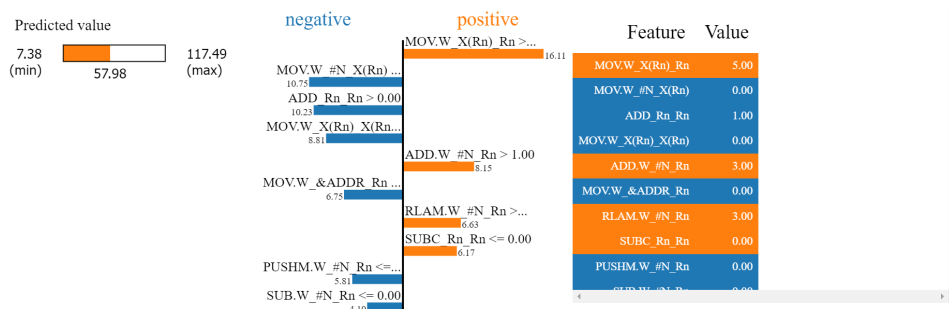 Predicted value
7.38
(min)
57.98
117.49
(max)
negative
positive
MOV.W_X(Rn)_Rn >...
16.11
MOV.W_#N_X(Rn) ...
10.75
ADD_Rn_Rn > 0.00
10.23
MOV.W_X(Rn)_X(Rn...
8.81
ADD.W_#N_Rn > 1.00
8.15
MOV.W_&ADDR_Rn ...
6.75
RLAM.W_#N_Rn >...
6.63
SUBC_Rn_Rn <= 0.00
6.17
PUSHM.W_#N_Rn <=...
5.81
SUB.W_#N_Rn <= 0.00
Feature Value
MOV.W_X(Rn)_Rn 5.00
MOV.W_#N_X(Rn) 0.00
ADD_Rn_Rn 1.00
MOV.W_X(Rn)_X(Rn) 0.00
ADD.W_#N_Rn 3.00
MOV.W_&ADDR_Rn 0.00
RLAM.W_#N_Rn 3.00
SUBC_Rn_Rn 0.00
PUSHM.W_#N_Rn 0.00
SUB.W_#N_Rn 0.00